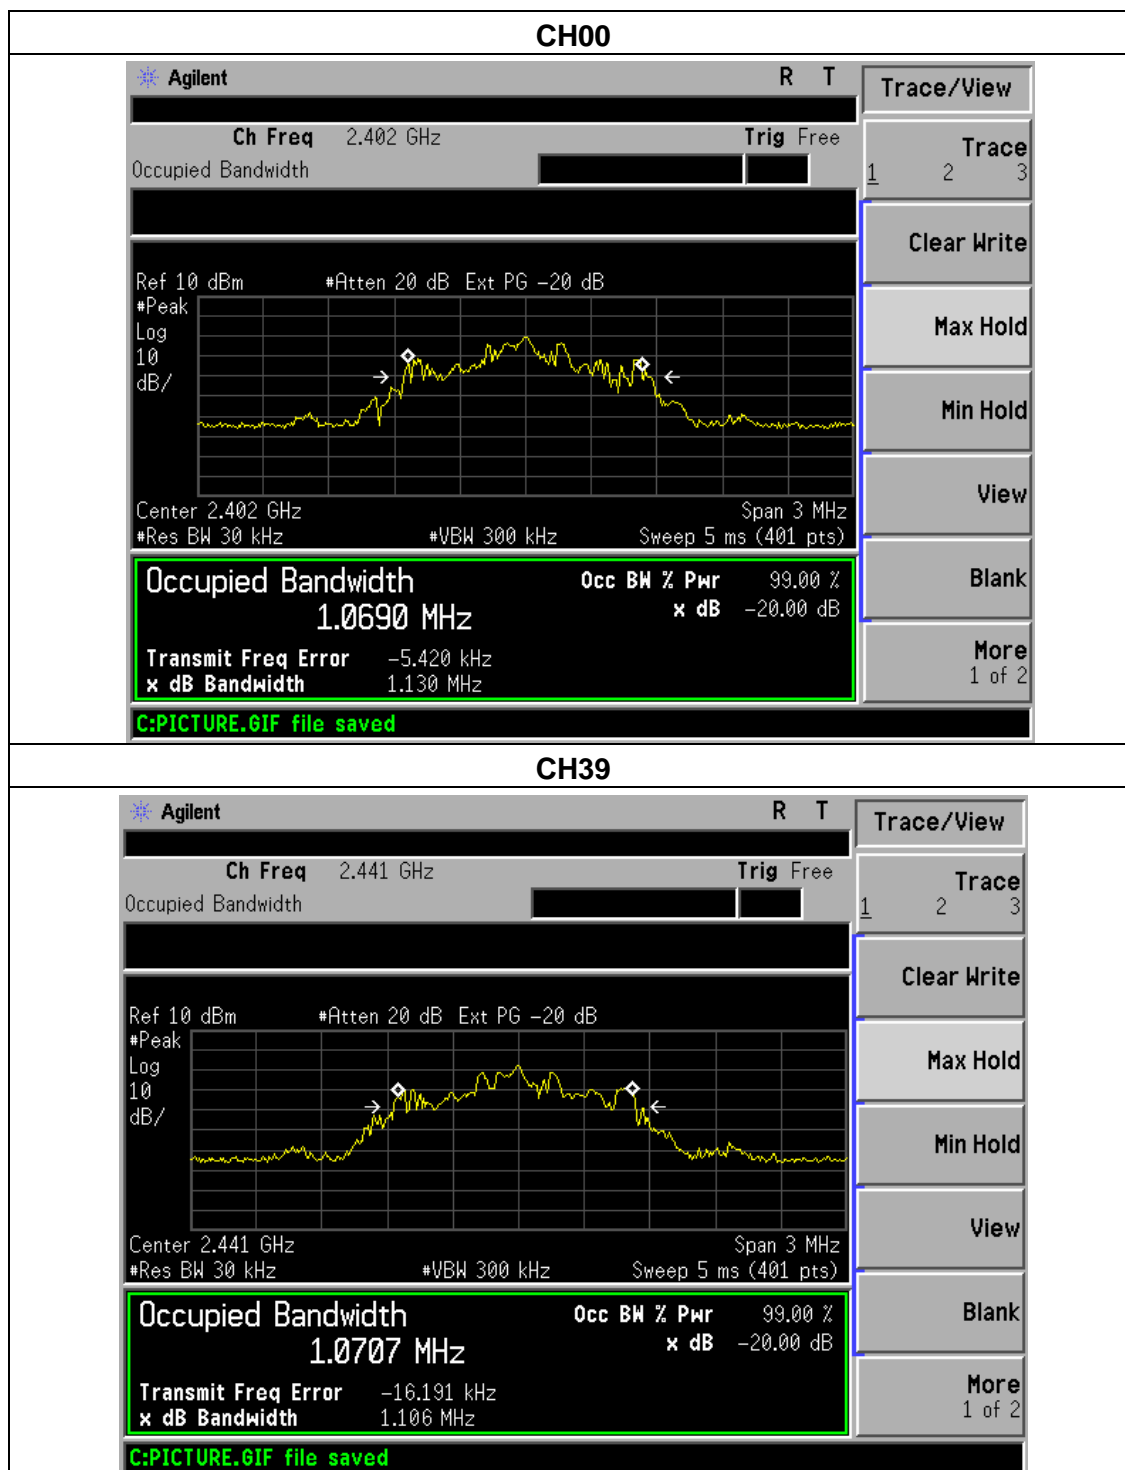 CH00
Agilent R T Trace/View
Ch Freq 2.402 GHz Trig Free
Occupied Bandwidth
Trace
1 2 3
Clear Write
Ref 10 dBm #Atten 20 dB Ext PG -20 dB
#Peak
Log
10
dB/
Max Hold
Min Hold
View
Center 2.402 GHz Span 3 MHz
#Res BW 30 kHz #VBW 300 kHz Sweep 5 ms (401 pts)
Occupied Bandwidth Occ BW % Pwr 99.00 %
1.0690 MHz x dB -20.00 dB
Blank
Transmit Freq Error -5.420 kHz
x dB Bandwidth 1.130 MHz
More
1 of 2
C:PICTURE.GIF file saved
CH39
Agilent R T Trace/View
Ch Freq 2.441 GHz Trig Free
Occupied Bandwidth
Trace
1 2 3
Clear Write
Ref 10 dBm #Atten 20 dB Ext PG -20 dB
#Peak
Log
10
dB/
Max Hold
Min Hold
View
Center 2.441 GHz Span 3 MHz
#Res BW 30 kHz #VBW 300 kHz Sweep 5 ms (401 pts)
Occupied Bandwidth Occ BW % Pwr 99.00 %
1.0707 MHz x dB -20.00 dB
Blank
Transmit Freq Error -16.191 kHz
x dB Bandwidth 1.106 MHz
More
1 of 2
C:PICTURE.GIF file saved